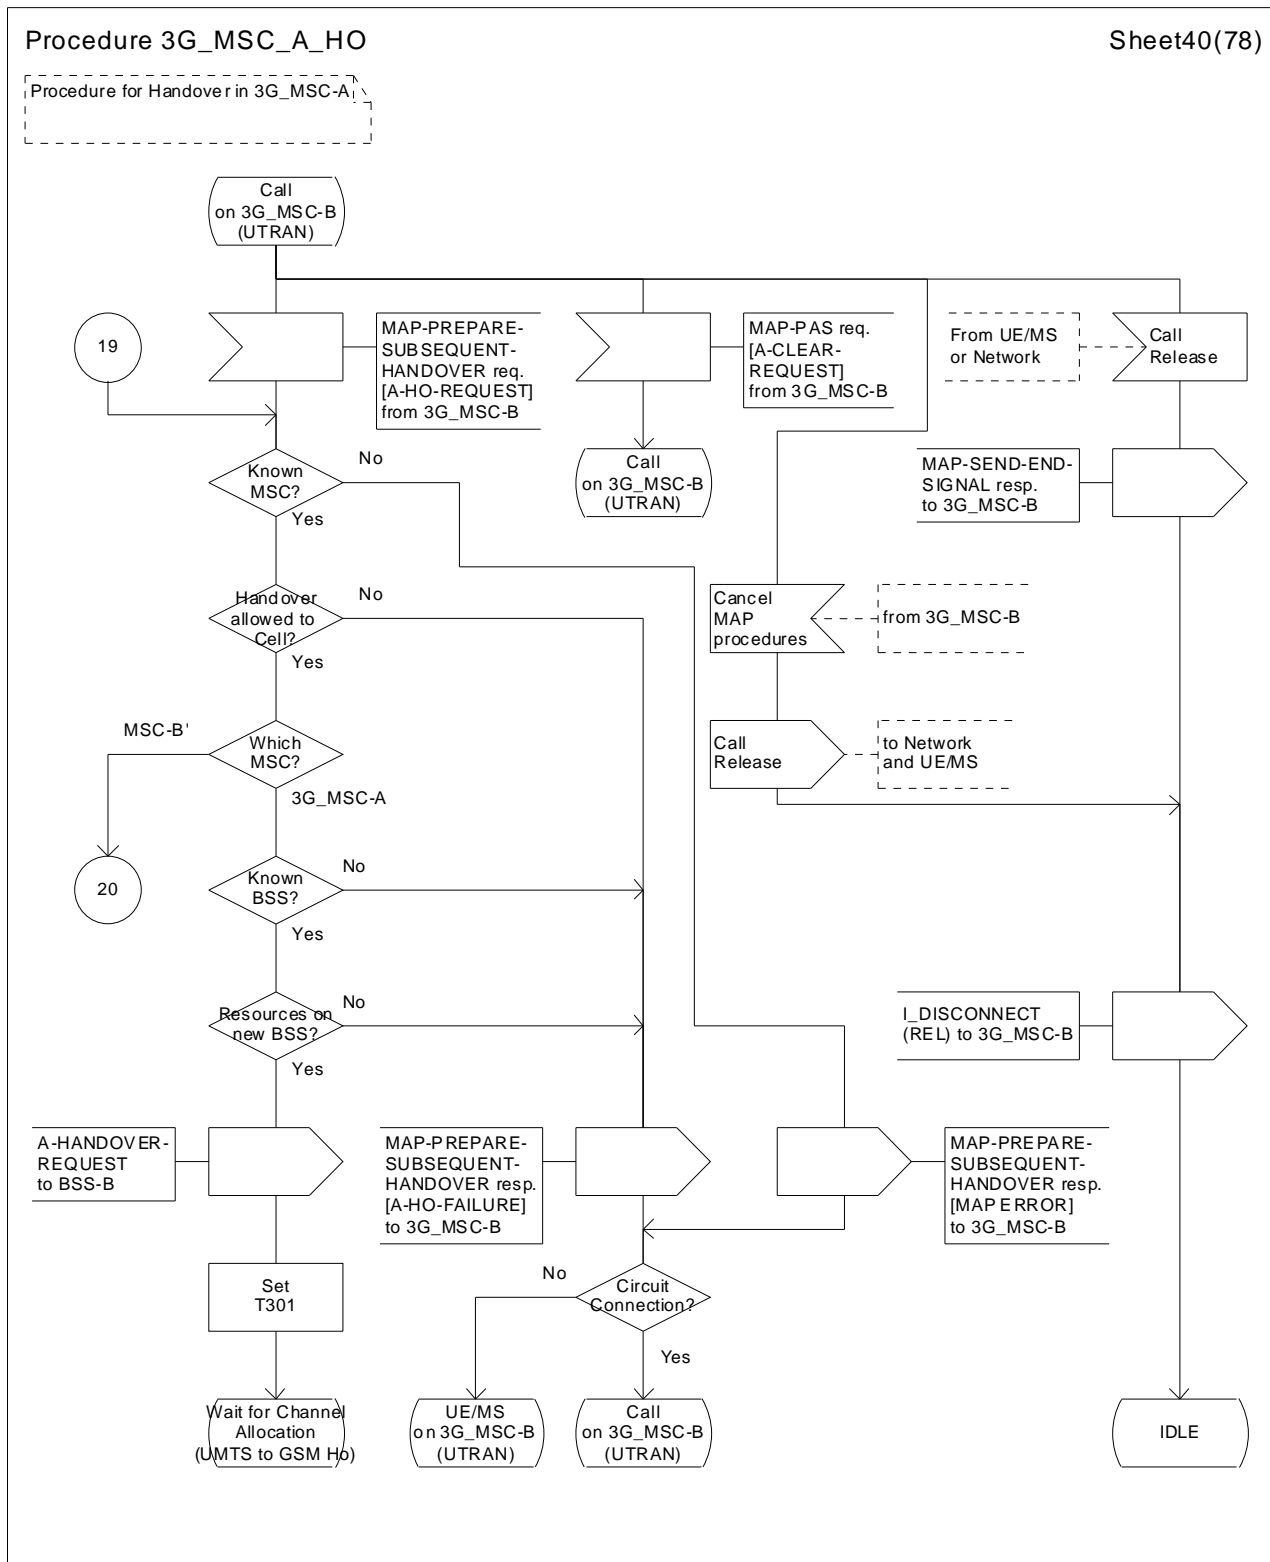 Procedure 3G_MSC_A_HO
Sheet40(78)
Procedure for Handover in 3G_MSC-A
Call
on 3G_MSC-B
(UTRAN)
19
MAP-PREPARE-
SUBSEQUENT-
HANDOVER req.
[A-HO-REQUEST]
from 3G_MSC-B
MAP-PAS req.
[A-CLEAR-
REQUEST]
from 3G_MSC-B
From UE/MS
or Network
Call
Release
Known
MSC?
No
Yes
Call
on 3G_MSC-B
(UTRAN)
MAP-SEND-END-
SIGNAL resp.
to 3G_MSC-B
Handover
allowed to
Cell?
No
Yes
Cancel
MAP
procedures
from 3G_MSC-B
MSC-B'
Which
MSC?
3G_MSC-A
Call
Release
to Network
and UE/MS
20
Known
BSS?
No
Yes
Resources on
new BSS?
No
Yes
I_DISCONNECT
(REL) to 3G_MSC-B
A-HANDOVER-
REQUEST
to BSS-B
MAP-PREPARE-
SUBSEQUENT-
HANDOVER resp.
[A-HO-FAILURE]
to 3G_MSC-B
MAP-PREPARE-
SUBSEQUENT-
HANDOVER resp.
[MAP ERROR]
to 3G_MSC-B
Set
T301
No
Circuit
Connection?
Yes
Wait for Channel
Allocation
(UMTS to GSM Ho)
UE/MS
on 3G_MSC-B
(UTRAN)
Call
on 3G_MSC-B
(UTRAN)
IDLE